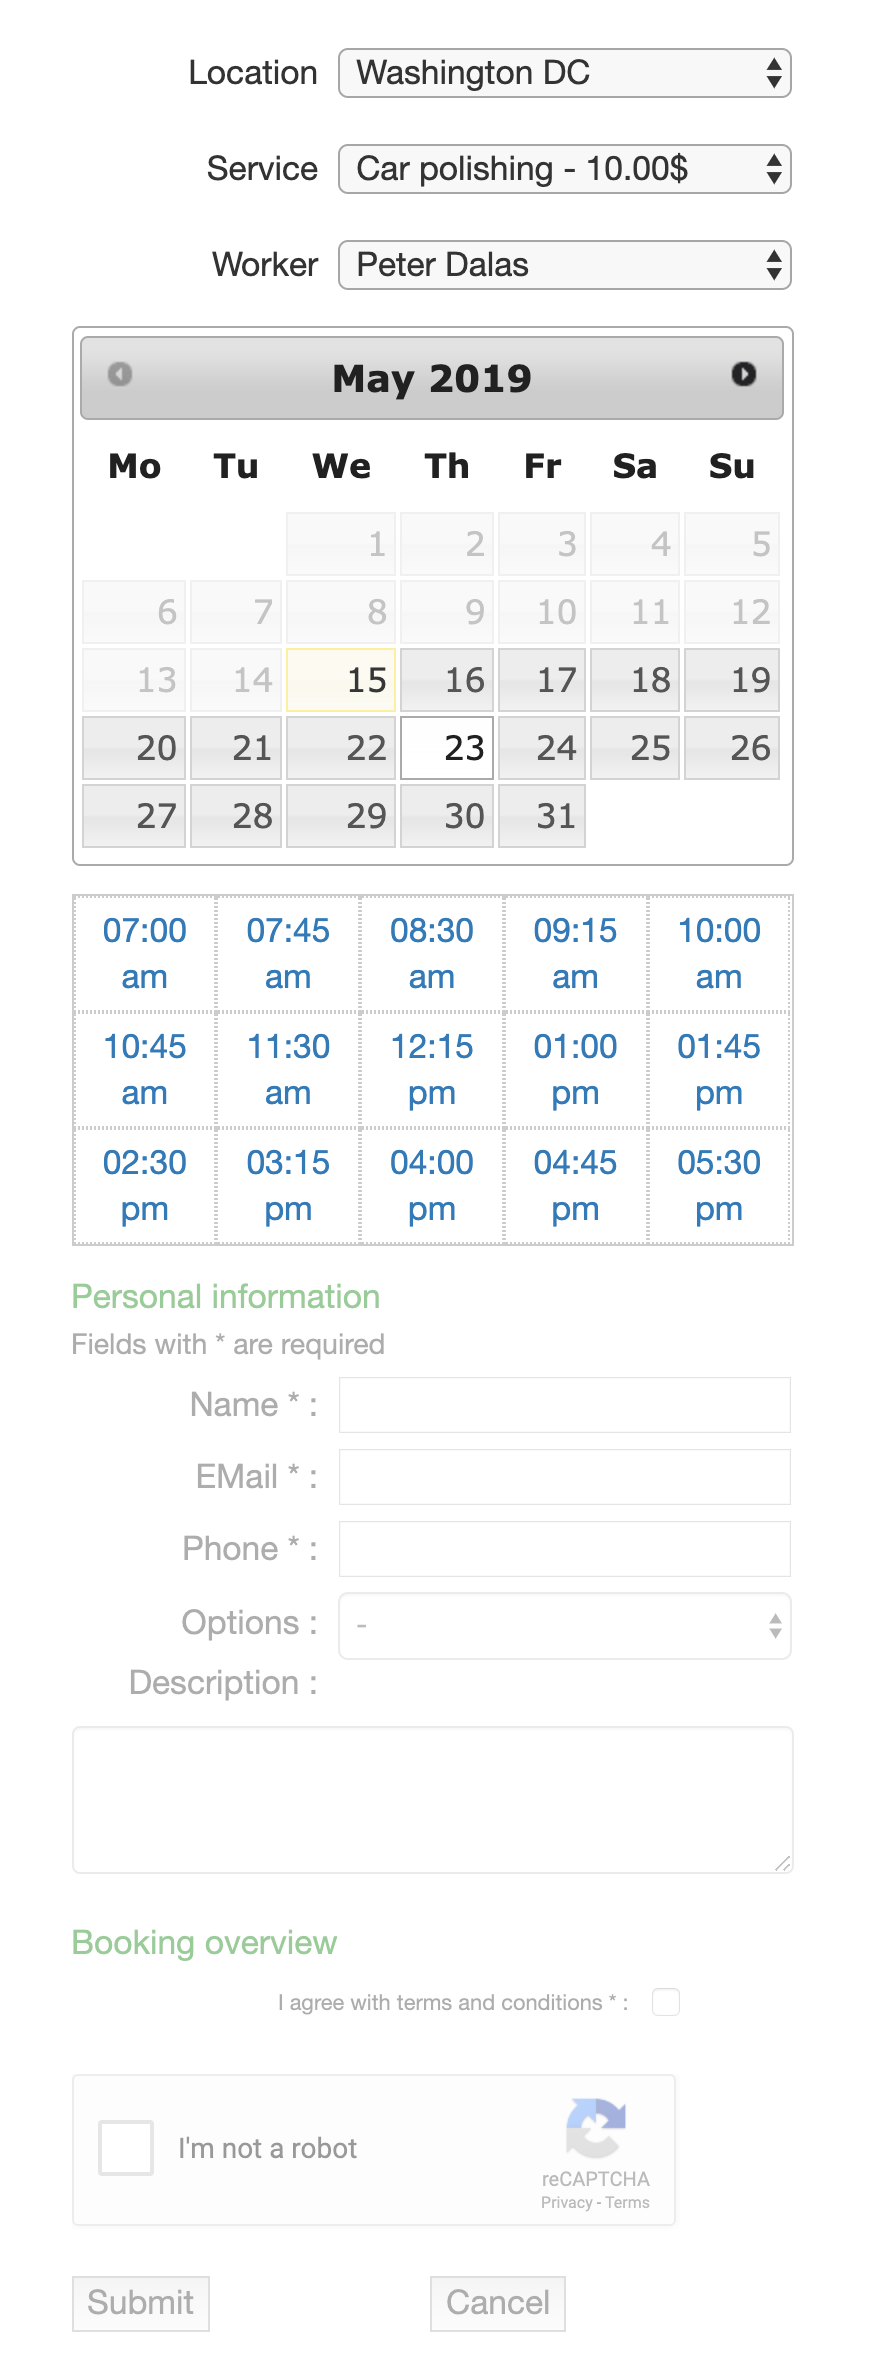 Location Washington DC
Service Car polishing - 10.00$
Worker Peter Dalas
May 2019
Mo Tu We Th Fr Sa Su
1 2 3 4 5
6 7 8 9 10 11 12
13 14 15 16 17 18 19
20 21 22 23 24 25 26
27 28 29 30 31
07:00 am 07:45 am 08:30 am 09:15 am 10:00 am
10:45 am 11:30 am 12:15 pm 01:00 pm 01:45 pm
02:30 pm 03:15 pm 04:00 pm 04:45 pm 05:30 pm
Personal information
Fields with * are required
Name * :
EMail * :
Phone * :
Options : -
Description :
Booking overview
I agree with terms and conditions * :
I'm not a robot
reCAPTCHA
Privacy - Terms
Submit Cancel